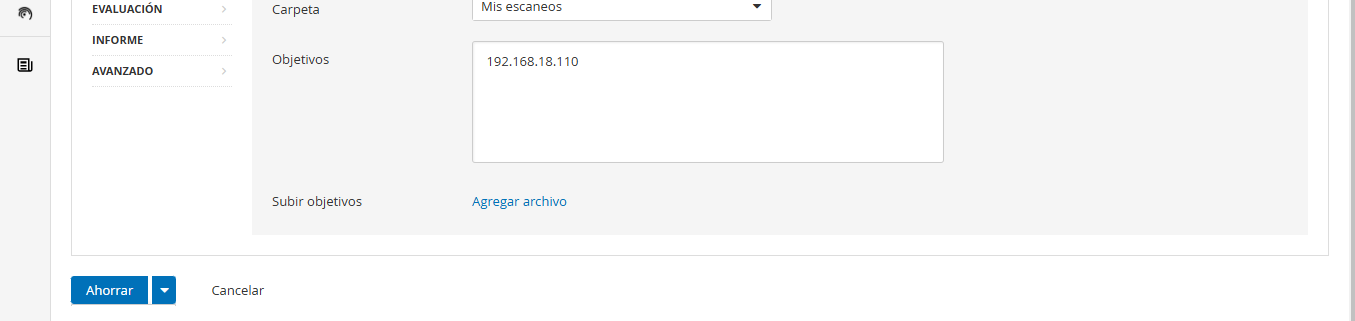 EVALUACIÓN
INFORME
AVANZADO
Carpeta
Mis escaneos
Objetivos
192.168.18.110
Subir objetivos
Agregar archivo
Ahorrar
Cancelar